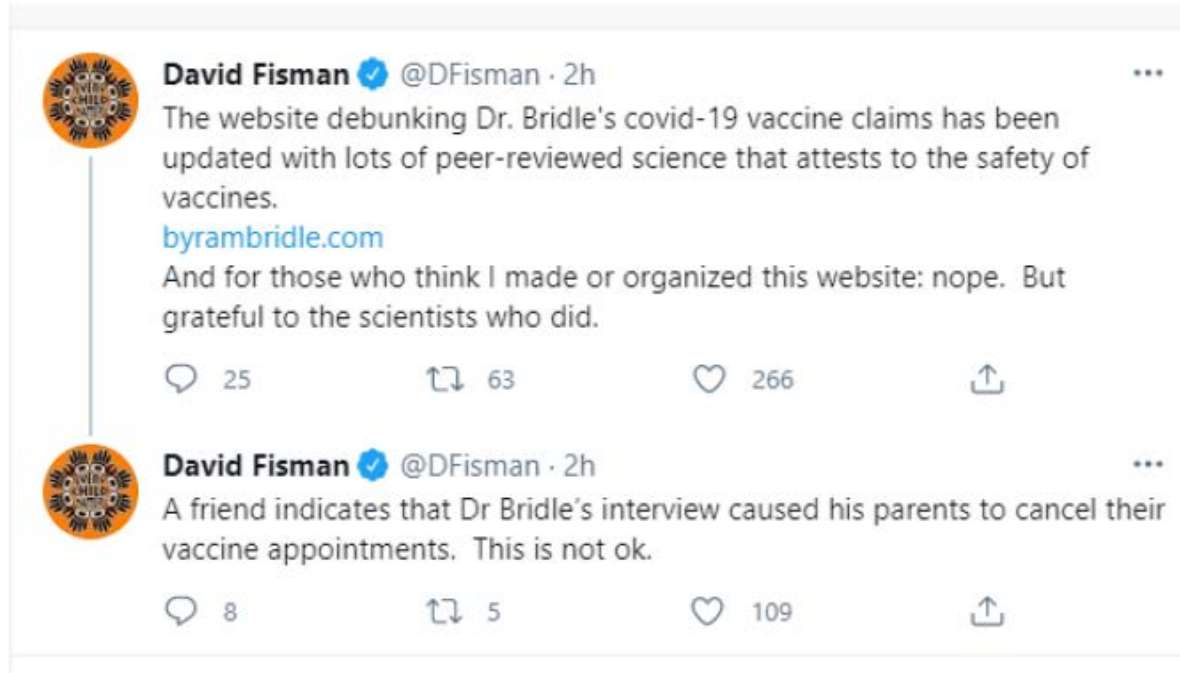 David Fisman @DFisman · 2h
The website debunking Dr. Bridle's covid-19 vaccine claims has been
updated with lots of peer-reviewed science that attests to the safety of
vaccines.
byrambridle.com
And for those who think I made or organized this website: nope.  But
grateful to the scientists who did.
25 63 266
David Fisman @DFisman · 2h
A friend indicates that Dr Bridle's interview caused his parents to cancel their
vaccine appointments.  This is not ok.
8 5 109